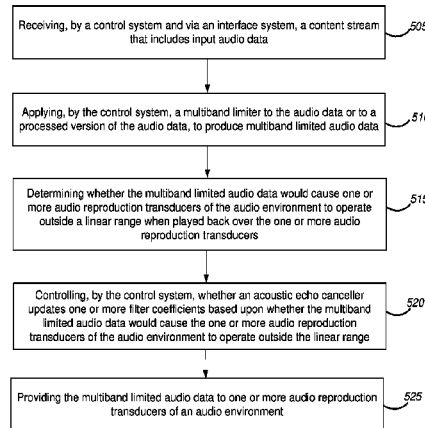 Receiving, by a control system and via an interface system, a content stream
that includes input audio data
505
Applying, by the control system, a multiband limiter to the audio data or to a
processed version of the audio data, to produce multiband limited audio data
510
Determining whether the multiband limited audio data would cause one or
more audio reproduction transducers of the audio environment to operate
outside a linear range when played back over the one or more audio
reproduction transducers
515
Controlling, by the control system, whether an acoustic echo canceller
updates one or more filter coefficients based upon whether the multiband
limited audio data would cause the one or more audio reproduction
transducers of the audio environment to operate outside the linear range
520
Providing the multiband limited audio data to one or more audio reproduction
transducers of an audio environment
525